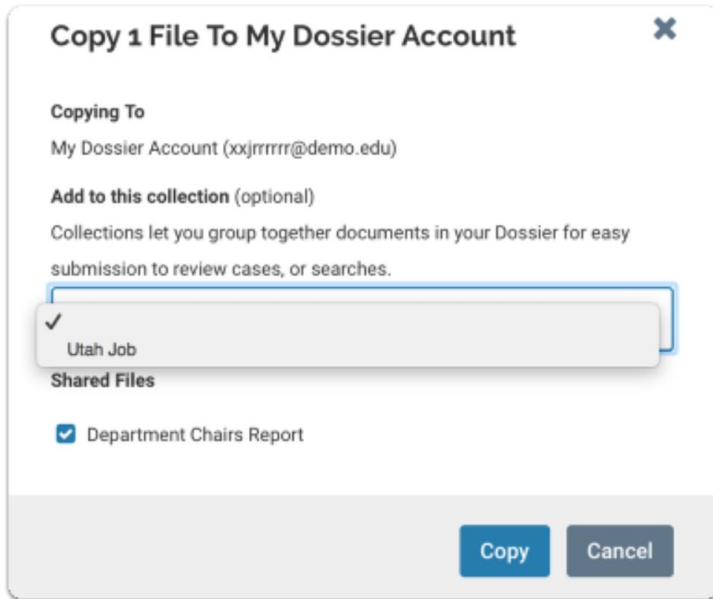 Copy 1 File To My Dossier Account
Copying To
My Dossier Account (xxjrrrrrr@demo.edu)
Add to this collection (optional)
Collections let you group together documents in your Dossier for easy
submission to review cases, or searches.
Utah Job
Shared Files
Department Chairs Report
Copy Cancel